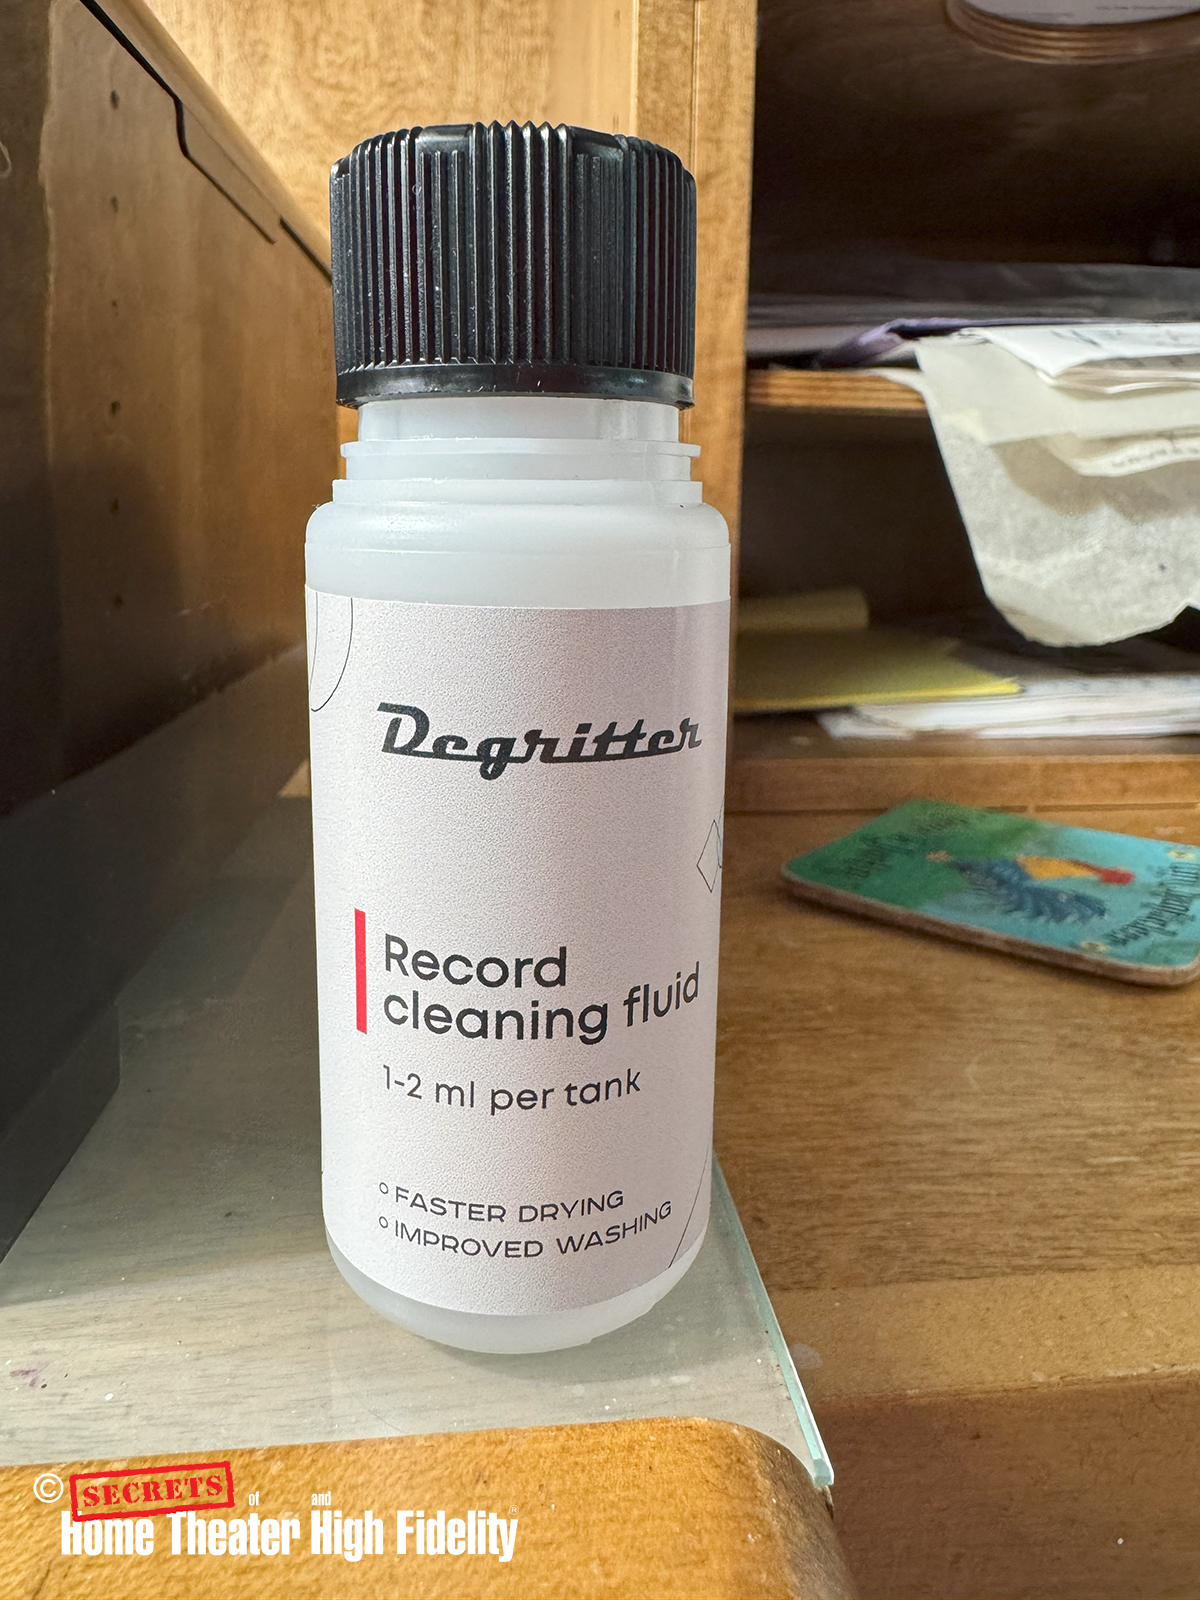 Degritter
Record
cleaning fluid
1-2 ml per tank
FASTER DRYING
IMPROVED WASHING
© SECRETS of and
Home Theater High Fidelity®